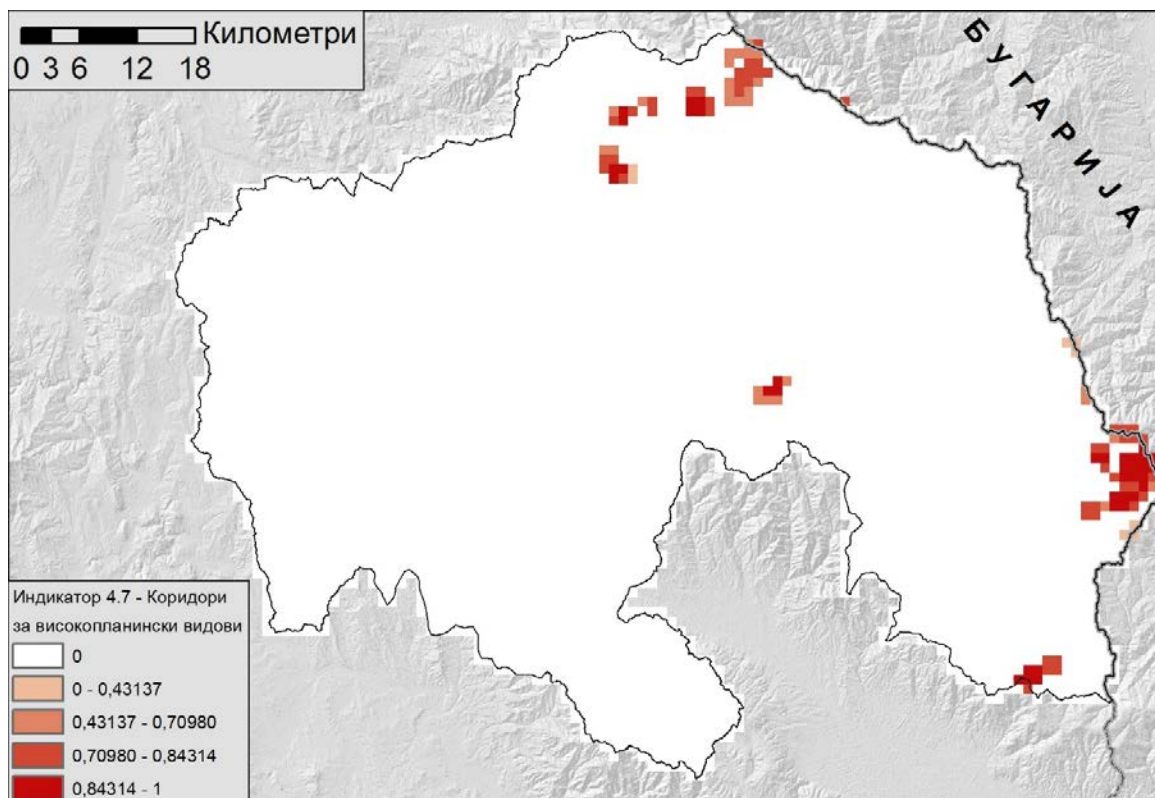 Километри
0 3 6 12 18
БУГАРИЈА
Индикатор 4.7 - Коридори
за високопланински видови
0
0 - 0,43137
0,43137 - 0,70980
0,70980 - 0,84314
0,84314 - 1